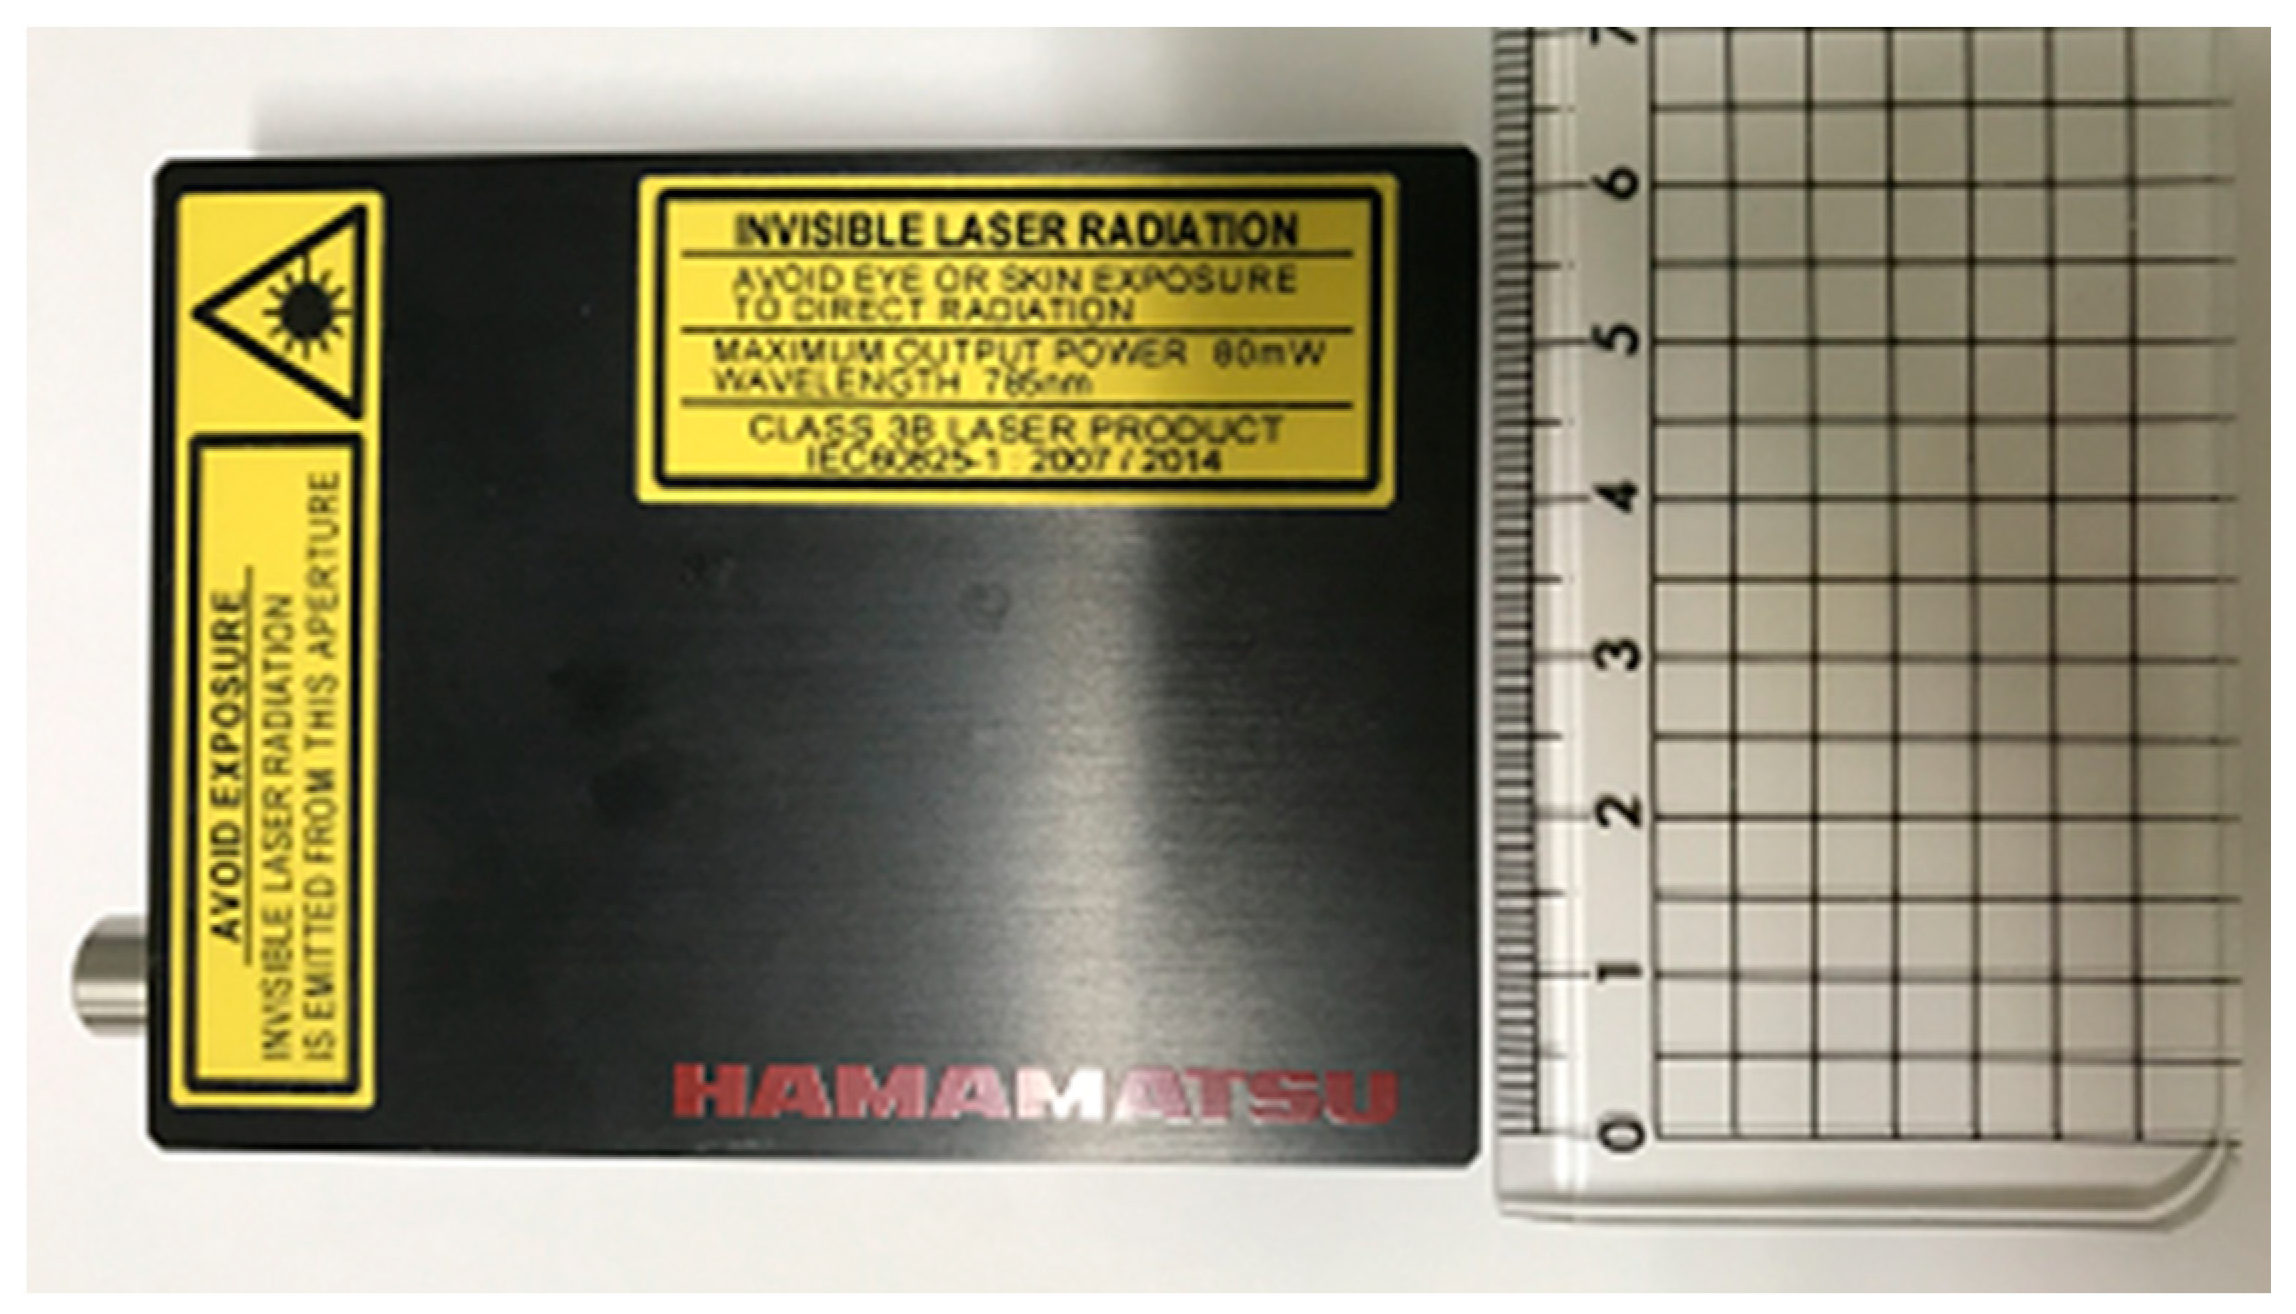 INVISIBLE LASER RADIATION
AVOID EYE OR SKIN EXPOSURE
TO DIRECT RADIATION
MAXIMUM OUTPUT POWER 80mW
WAVELENGTH 785nm
CLASS 3B LASER PRODUCT
IEC60825-1 : 2007 / 2014
AVOID EXPOSURE
INVISIBLE LASER RADIATION
IS EMITTED FROM THIS APERTURE
HAMAMATSU
7
6
5
4
3
2
1
0